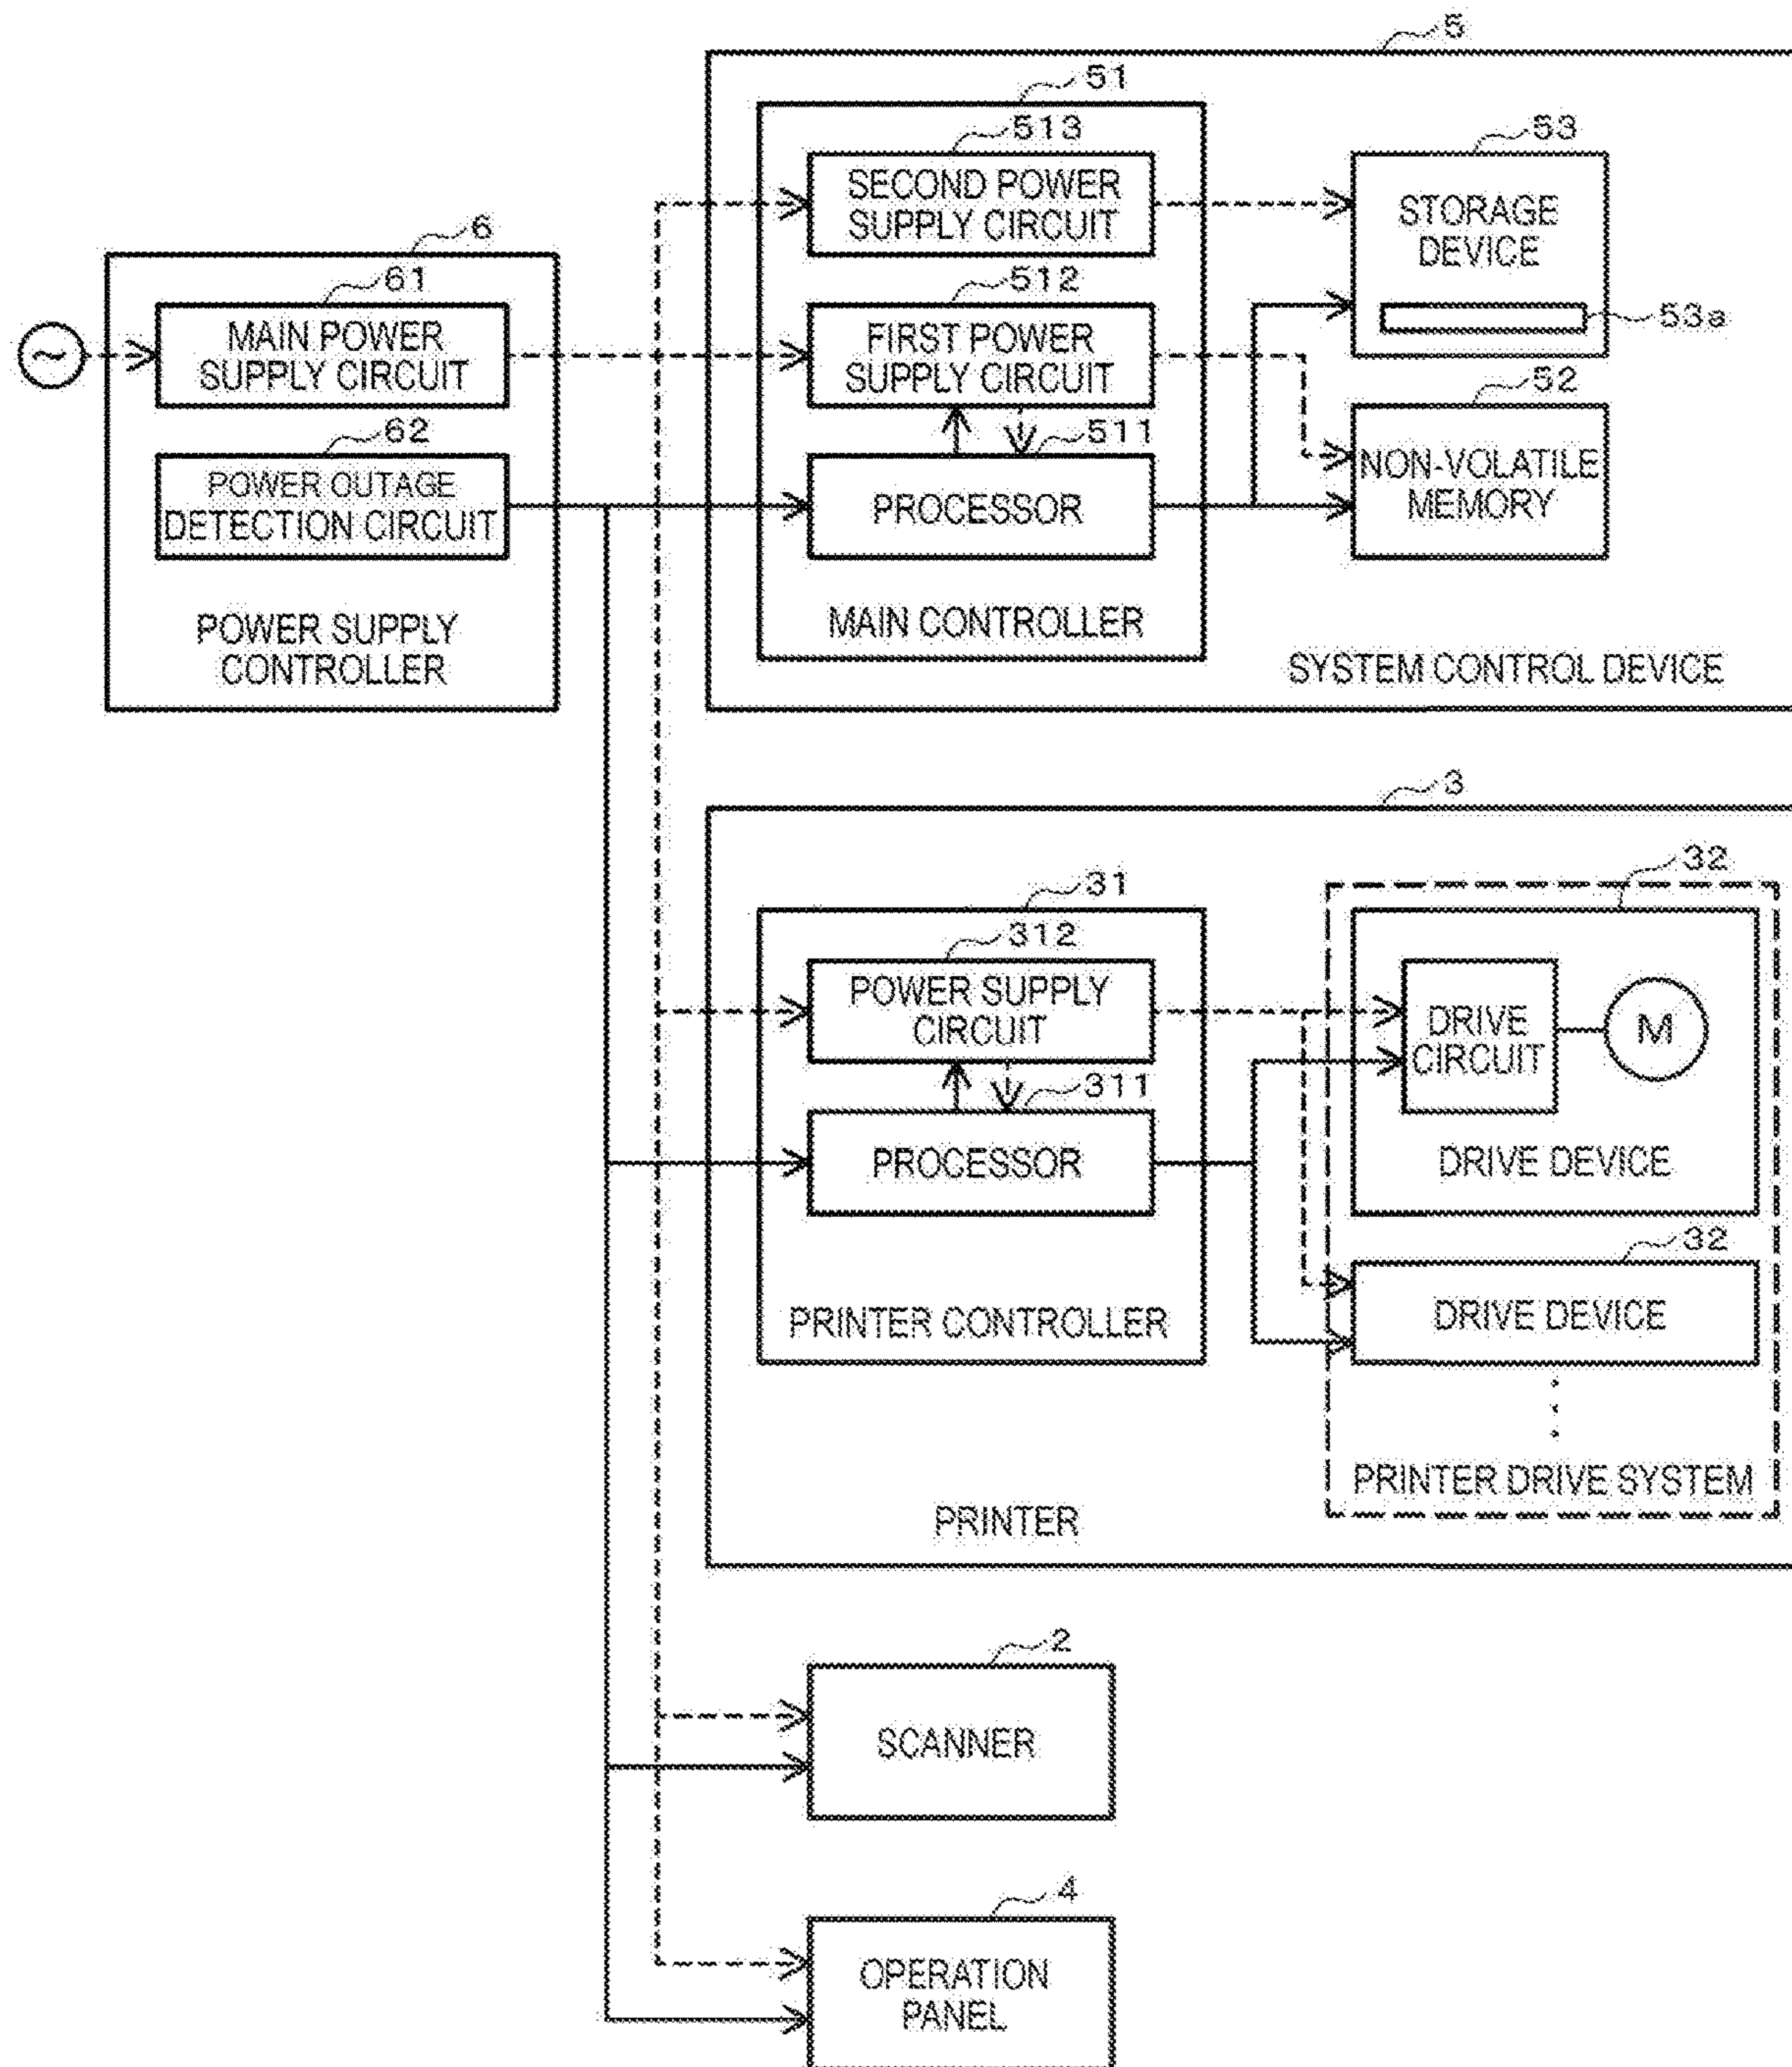 5
51
513
SECOND POWER
SUPPLY CIRCUIT
53
STORAGE
DEVICE
53a
6
61
MAIN POWER
SUPPLY CIRCUIT
~
512
FIRST POWER
SUPPLY CIRCUIT
52
NON-VOLATILE
MEMORY
62
POWER OUTAGE
DETECTION CIRCUIT
511
PROCESSOR
POWER SUPPLY
CONTROLLER
MAIN CONTROLLER
SYSTEM CONTROL DEVICE
3
31
312
POWER SUPPLY
CIRCUIT
32
DRIVE
CIRCUIT
M
311
PROCESSOR
DRIVE DEVICE
32
DRIVE DEVICE
PRINTER CONTROLLER
PRINTER DRIVE SYSTEM
PRINTER
2
SCANNER
4
OPERATION
PANEL